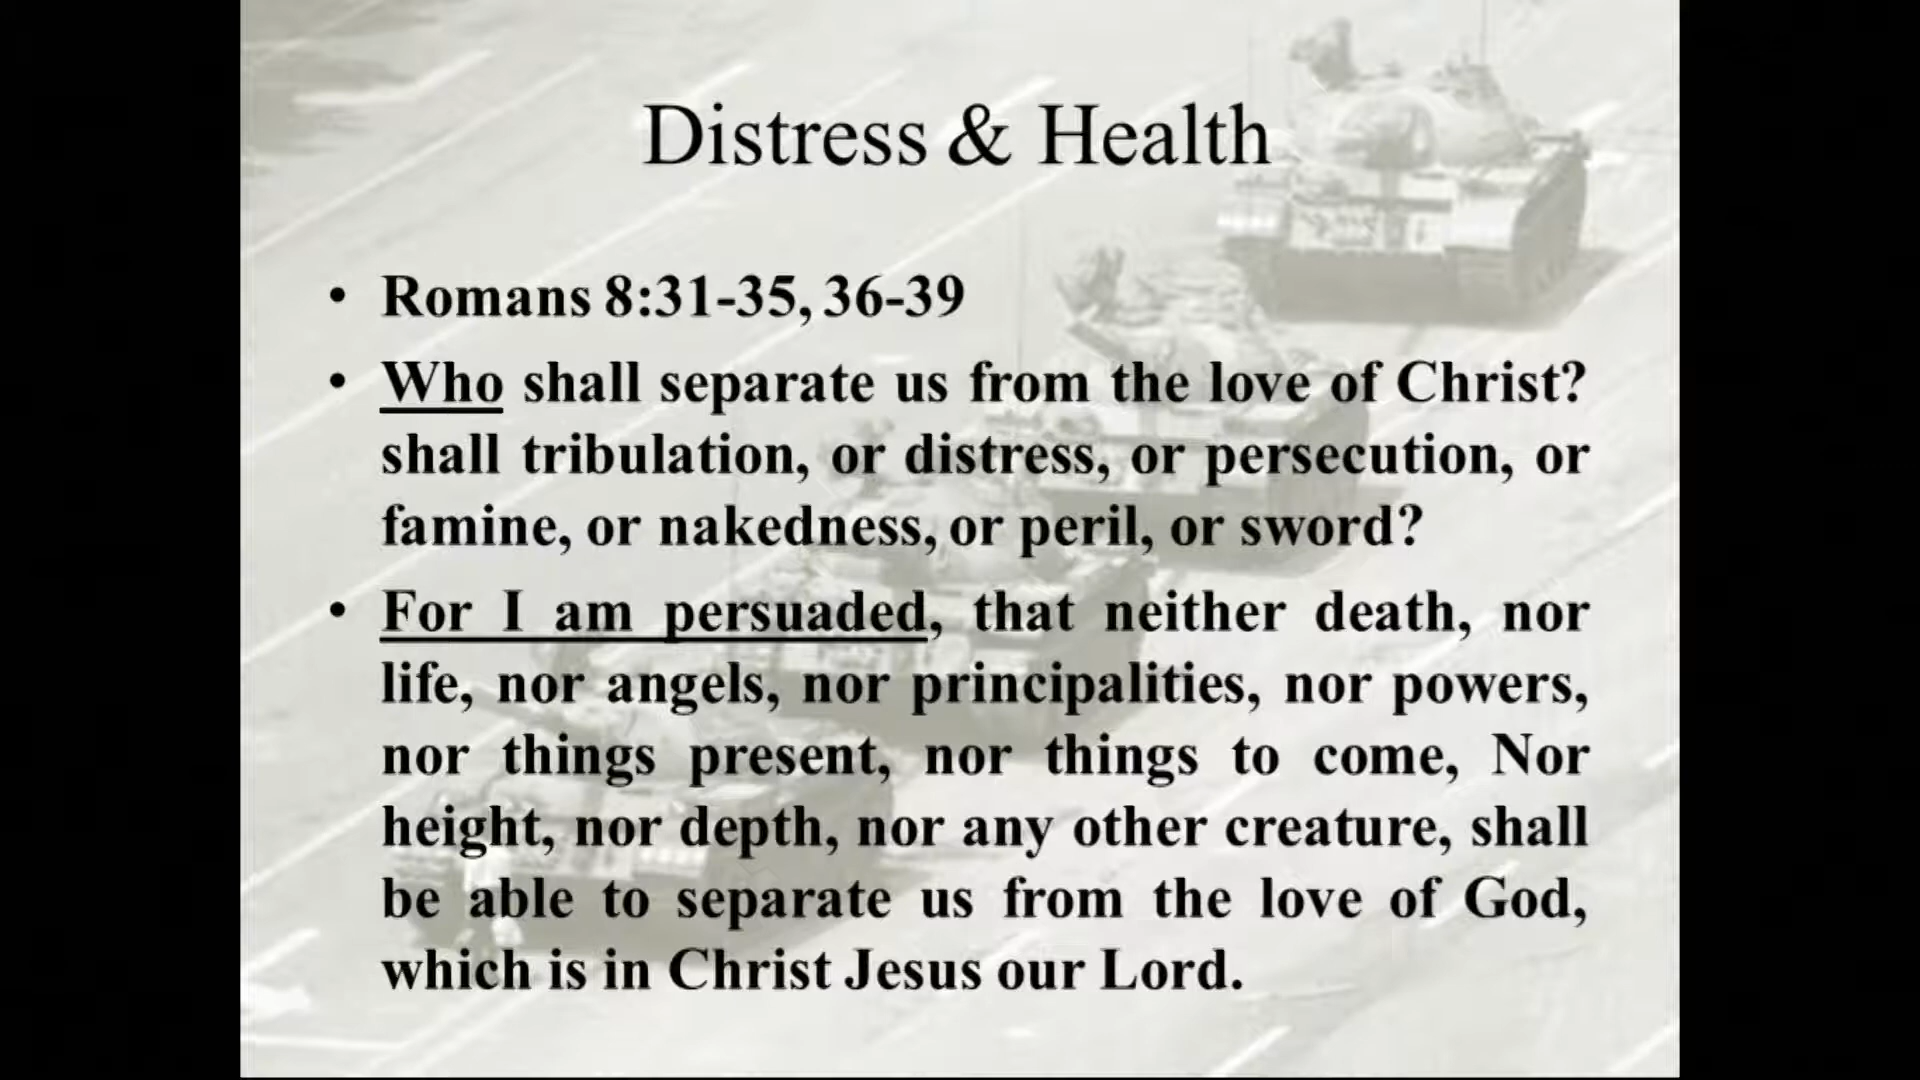 Distress & Health
• Romans 8:31-35, 36-39
• Who shall separate us from the love of Christ?
shall tribulation, or distress, or persecution, or
famine, or nakedness, or peril, or sword?
• For I am persuaded, that neither death, nor
life, nor angels, nor principalities, nor powers,
nor things present, nor things to come, Nor
height, nor depth, nor any other creature, shall
be able to separate us from the love of God,
which is in Christ Jesus our Lord.